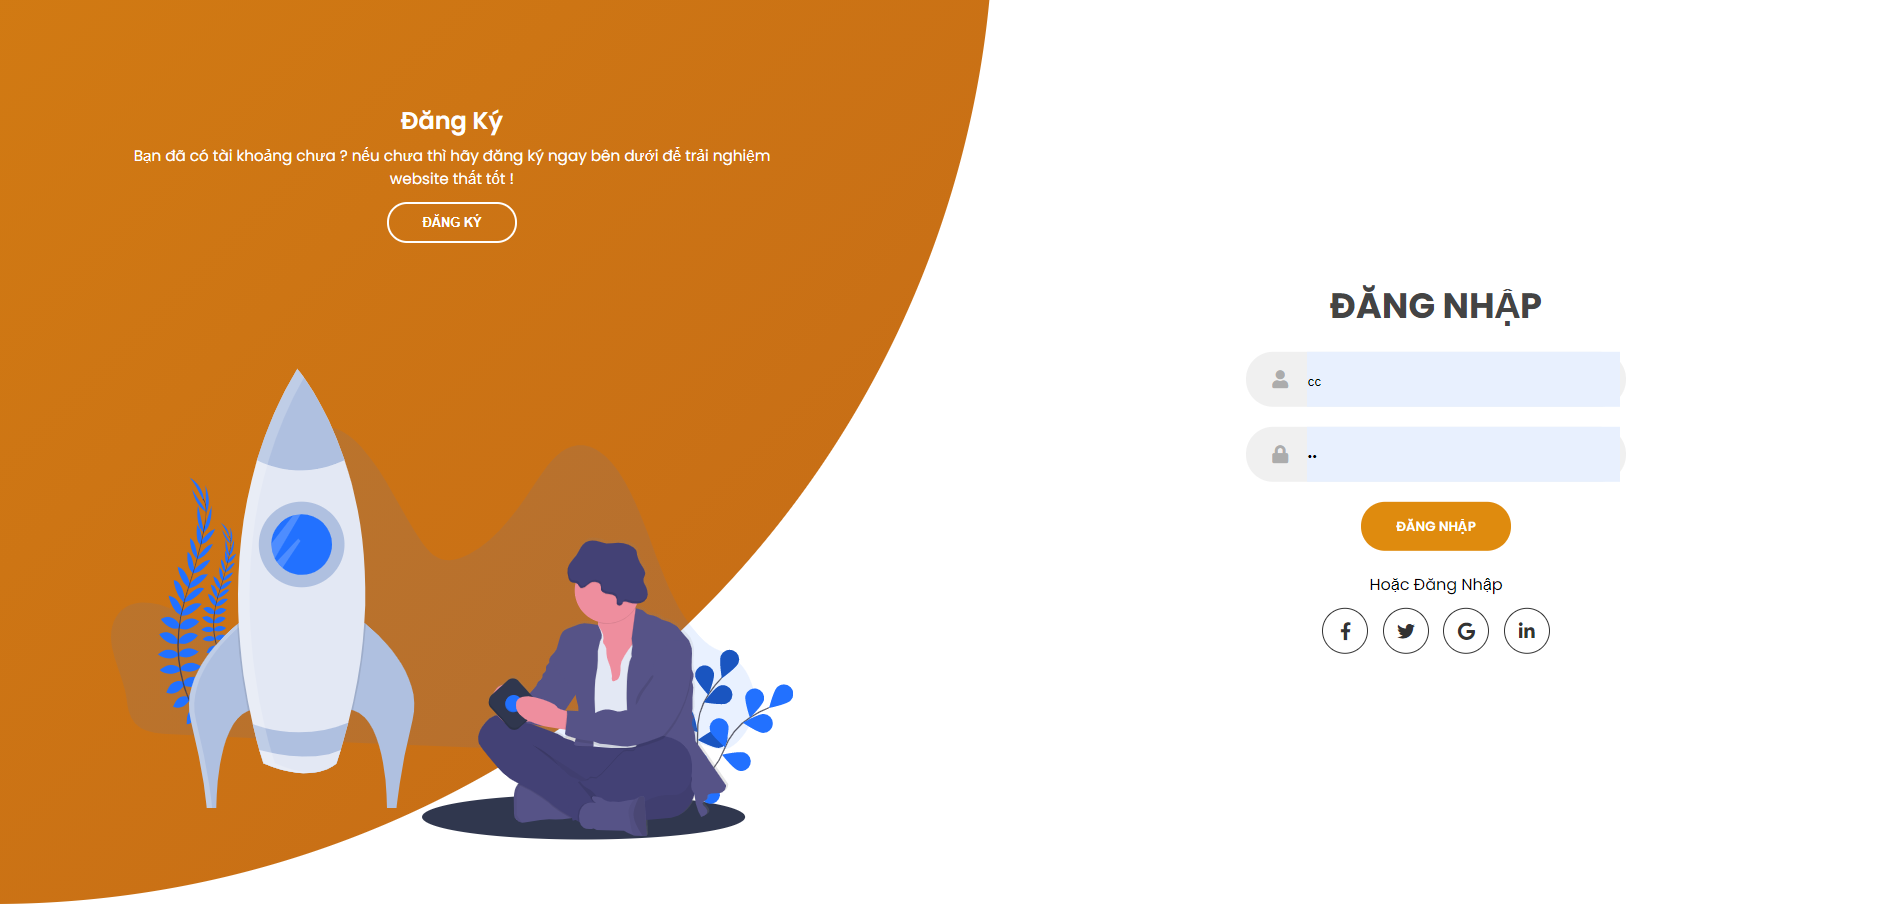 Đăng Ký
Bạn đã có tài khoảng chưa ? nếu chưa thì hãy đăng ký ngay bên dưới để trải nghiệm
website thất tốt !
ĐĂNG KÝ
ĐĂNG NHẬP
cc
••
ĐĂNG NHẬP
Hoặc Đăng Nhập